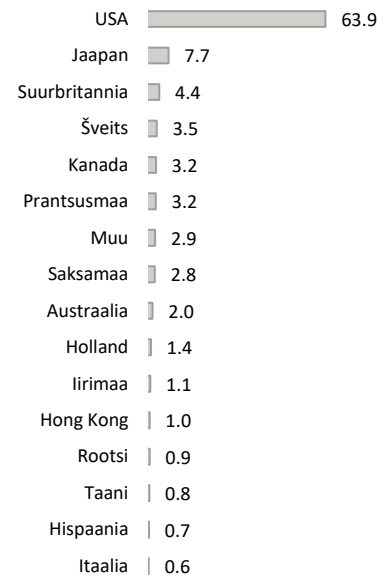 USA 63.9
Jaapan 7.7
Suurbritannia 4.4
Šveits 3.5
Kanada 3.2
Prantsusmaa 3.2
Muu 2.9
Saksamaa 2.8
Austraalia 2.0
Holland 1.4
Iirimaa 1.1
Hong Kong 1.0
Rootsi 0.9
Taani 0.8
Hispaania 0.7
Itaalia 0.6